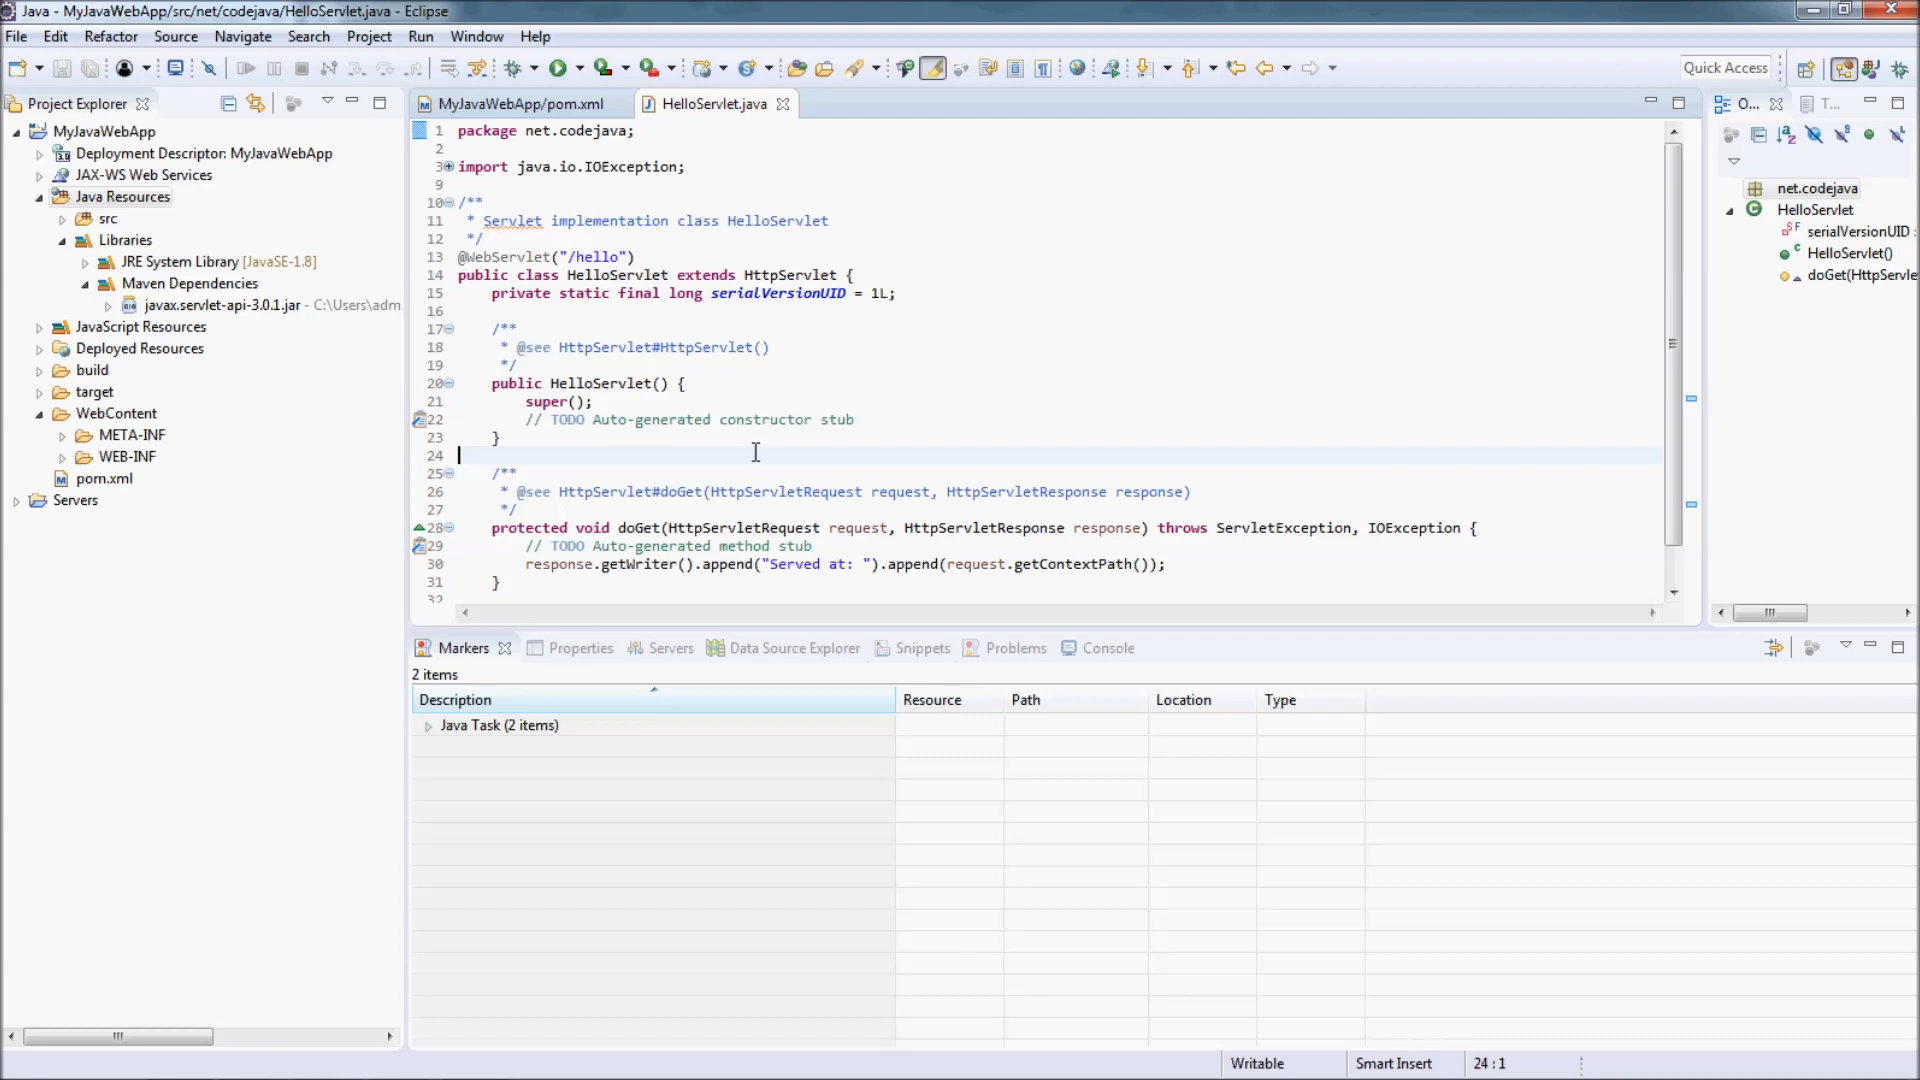 Java - MyJavaWebApp/src/net/codejava/HelloServlet.java - Eclipse
File Edit Refactor Source Navigate Search Project Run Window Help
Quick Access
Project Explorer
MyJavaWebApp
Deployment Descriptor: MyJavaWebApp
JAX-WS Web Services
Java Resources
src
Libraries
JRE System Library [JavaSE-1.8]
Maven Dependencies
javax.servlet-api-3.0.1.jar - C:\Users\adm
JavaScript Resources
Deployed Resources
build
target
WebContent
META-INF
WEB-INF
pom.xml
Servers
MyJavaWebApp/pom.xml HelloServlet.java
1 package net.codejava;
2
3 import java.io.IOException;
9
10 /**
11 * Servlet implementation class HelloServlet
12 */
13 @WebServlet("/hello")
14 public class HelloServlet extends HttpServlet {
15 private static final long serialVersionUID = 1L;
16
17 /**
18 * @see HttpServlet#HttpServlet()
19 */
20 public HelloServlet() {
21 super();
22 // TODO Auto-generated constructor stub
23 }
24
25 /**
26 * @see HttpServlet#doGet(HttpServletRequest request, HttpServletResponse response)
27 */
28 protected void doGet(HttpServletRequest request, HttpServletResponse response) throws ServletException, IOException {
29 // TODO Auto-generated method stub
30 response.getWriter().append("Served at: ").append(request.getContextPath());
31 }
32
O... T...
net.codejava
HelloServlet
serialVersionUID :
HelloServlet()
doGet(HttpServle
Markers Properties Servers Data Source Explorer Snippets Problems Console
2 items
Description Resource Path Location Type
Java Task (2 items)
Writable Smart Insert 24 : 1